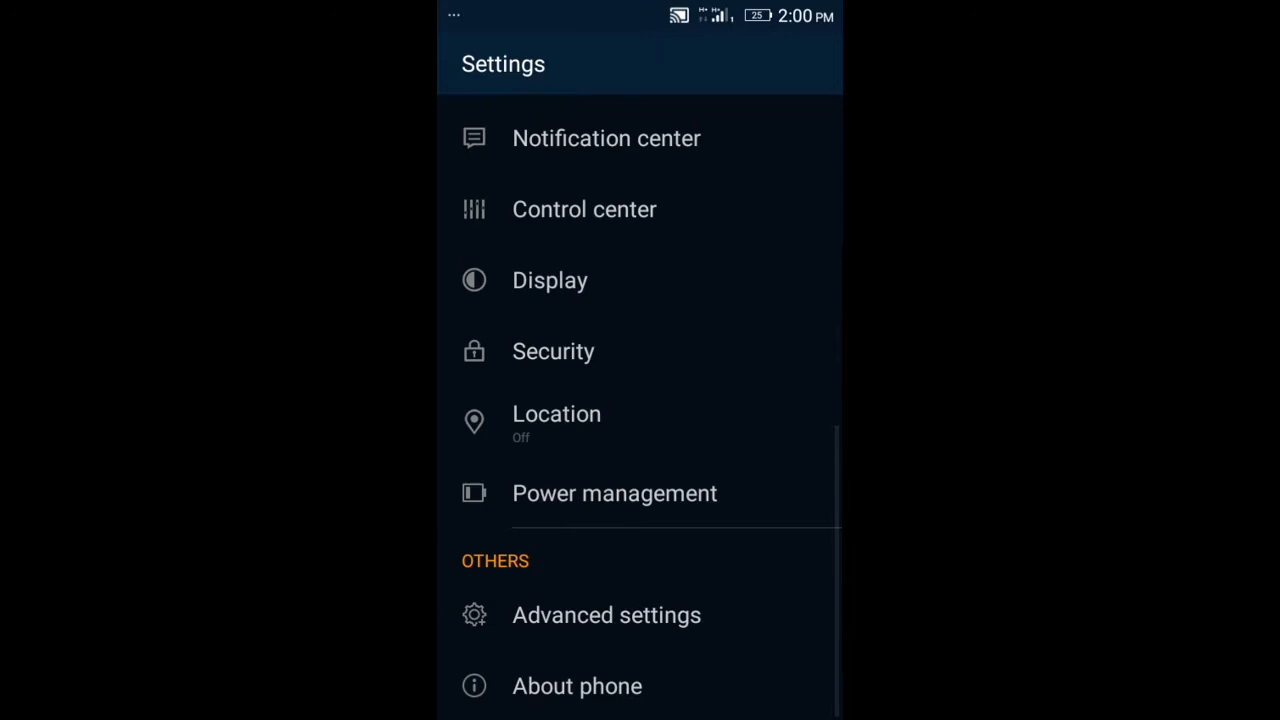 ... 25 2:00 PM
Settings
Notification center
Control center
Display
Security
Location
Off
Power management
OTHERS
Advanced settings
About phone